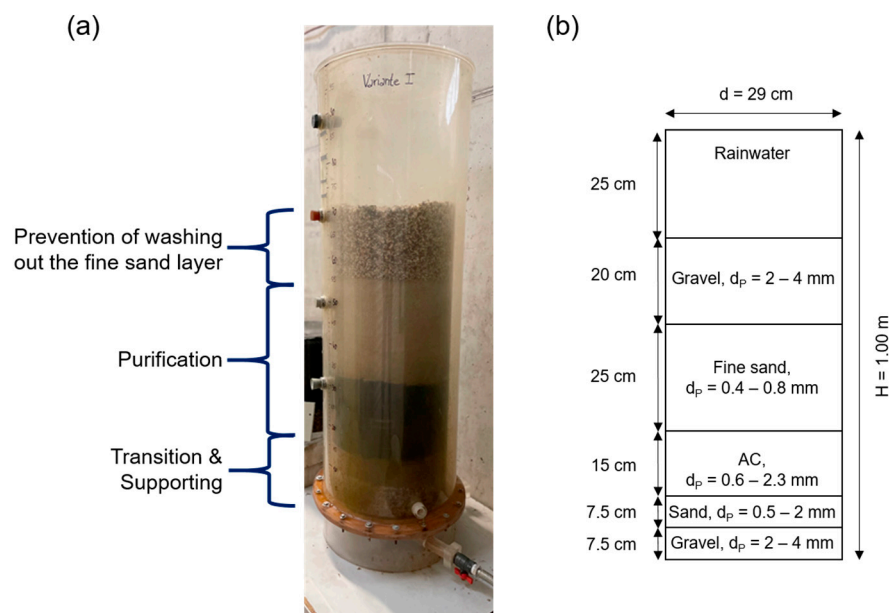 (a)
Variante I
Prevention of washing
out the fine sand layer
Purification
Transition &
Supporting
(b)
d = 29 cm
Rainwater
25 cm
20 cm
Gravel, dₚ = 2 – 4 mm
25 cm
Fine sand,
dₚ = 0.4 – 0.8 mm
15 cm
AC,
dₚ = 0.6 – 2.3 mm
7.5 cm
Sand, dₚ = 0.5 – 2 mm
7.5 cm
Gravel, dₚ = 2 – 4 mm
H = 1.00 m